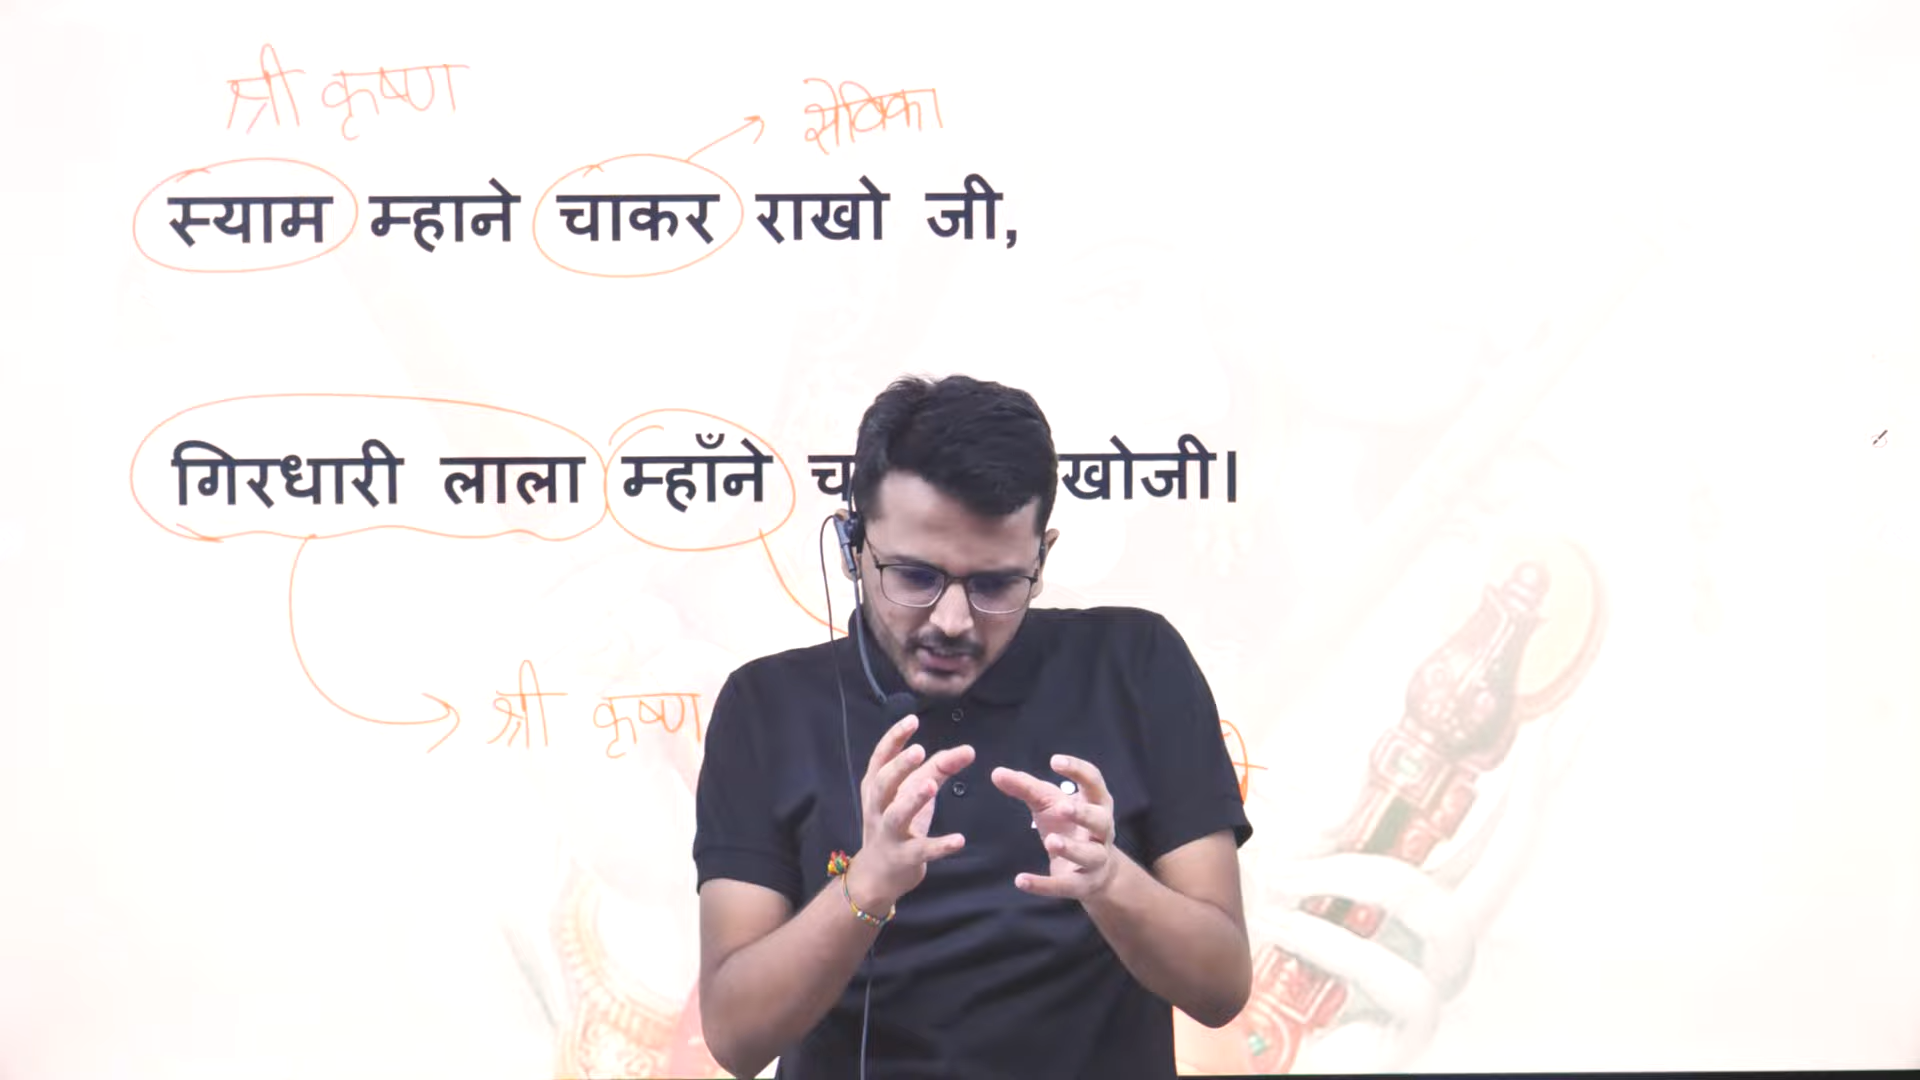 श्री कृष्ण
सेविका
स्याम म्हाने चाकर राखो जी,
गिरधारी लाला म्हाँने च खोजी।
श्री कृष्ण